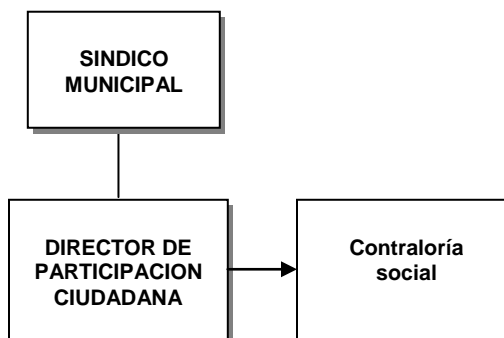 SINDICO
MUNICIPAL
DIRECTOR DE
PARTICIPACION
CIUDADANA
Contraloría
social